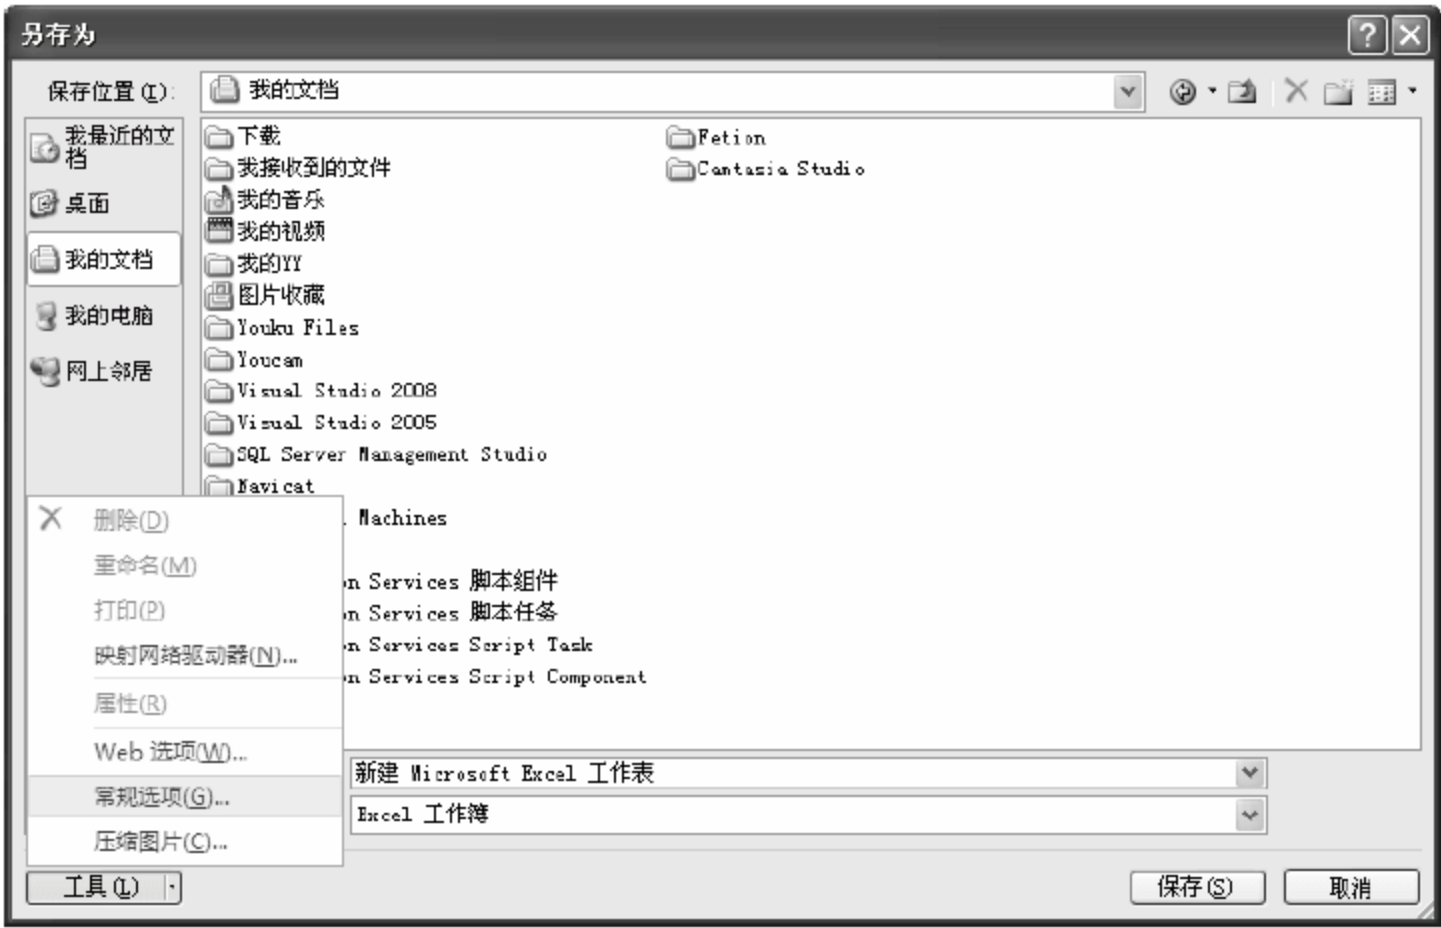 另存为
保存位置(I):
我的文档
我最近的文档
桌面
我的文档
我的电脑
网上邻居
下载
我接收到的文件
我的音乐
我的视频
我的YY
图片收藏
Youku Files
Youcam
Visual Studio 2008
Visual Studio 2005
SQL Server Management Studio
Navicat
Machines
on Services 脚本组件
on Services 脚本任务
on Services Script Task
on Services Script Component
Fetion
Camtasia Studio
删除(D)
重命名(M)
打印(P)
映射网络驱动器(N)...
属性(R)
Web 选项(W)...
常规选项(G)...
压缩图片(C)...
新建 Microsoft Excel 工作表
Excel 工作簿
工具(L)
保存(S)
取消